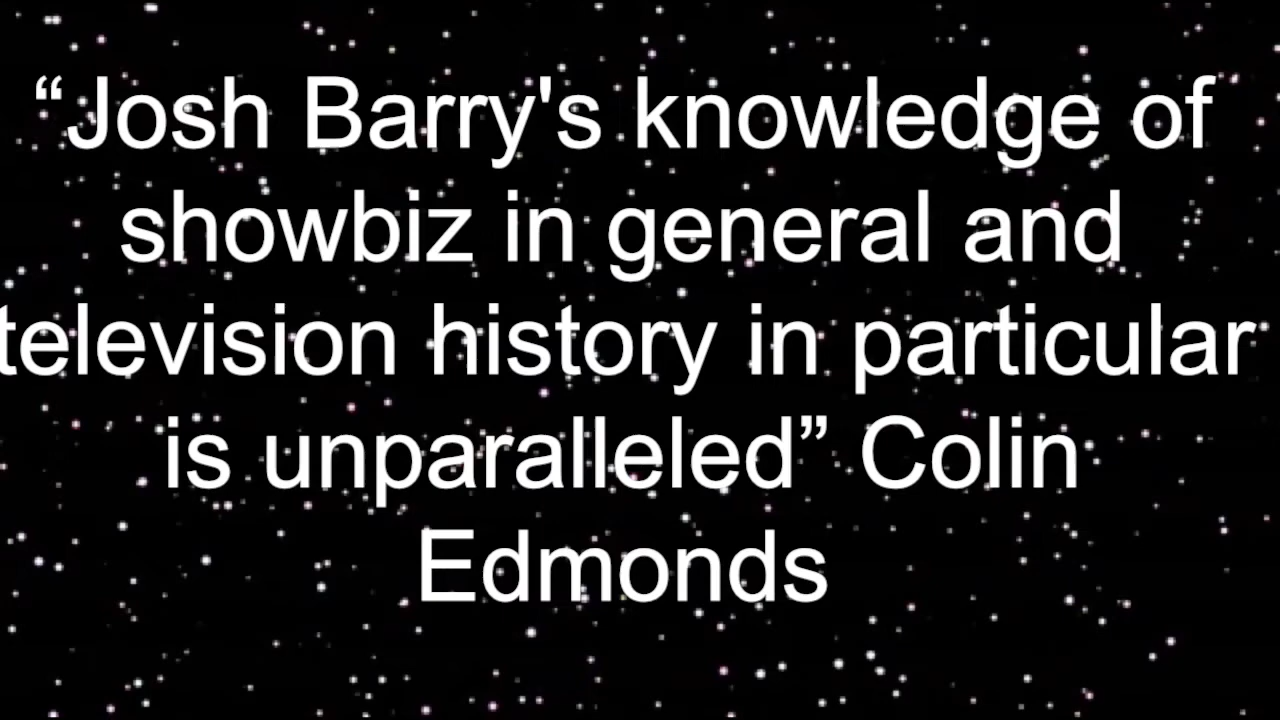 “Josh Barry's knowledge of
showbiz in general and
television history in particular
is unparalleled” Colin
Edmonds